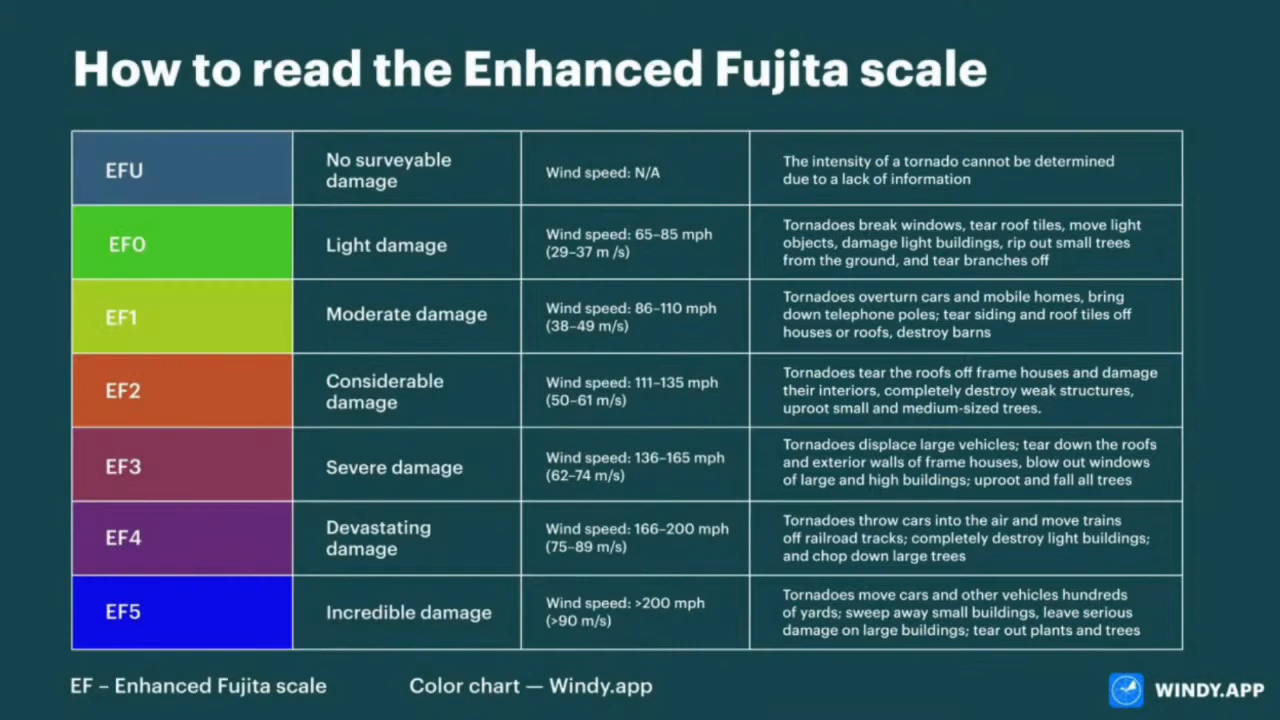 How to read the Enhanced Fujita scale
EFU
No surveyable
damage
Wind speed: N/A
The intensity of a tornado cannot be determined
due to a lack of information
EF0
Light damage
Wind speed: 65–85 mph
(29–37 m /s)
Tornadoes break windows, tear roof tiles, move light
objects, damage light buildings, rip out small trees
from the ground, and tear branches off
EF1
Moderate damage
Wind speed: 86–110 mph
(38–49 m/s)
Tornadoes overturn cars and mobile homes, bring
down telephone poles; tear siding and roof tiles off
houses or roofs, destroy barns
EF2
Considerable
damage
Wind speed: 111–135 mph
(50–61 m/s)
Tornadoes tear the roofs off frame houses and damage
their interiors, completely destroy weak structures,
uproot small and medium-sized trees.
EF3
Severe damage
Wind speed: 136–165 mph
(62–74 m/s)
Tornadoes displace large vehicles; tear down the roofs
and exterior walls of frame houses, blow out windows
of large and high buildings; uproot and fall all trees
EF4
Devastating
damage
Wind speed: 166–200 mph
(75–89 m/s)
Tornadoes throw cars into the air and move trains
off railroad tracks; completely destroy light buildings;
and chop down large trees
EF5
Incredible damage
Wind speed: >200 mph
(>90 m/s)
Tornadoes move cars and other vehicles hundreds
of yards; sweep away small buildings, leave serious
damage on large buildings; tear out plants and trees
EF – Enhanced Fujita scale
Color chart — Windy.app
WINDY.APP